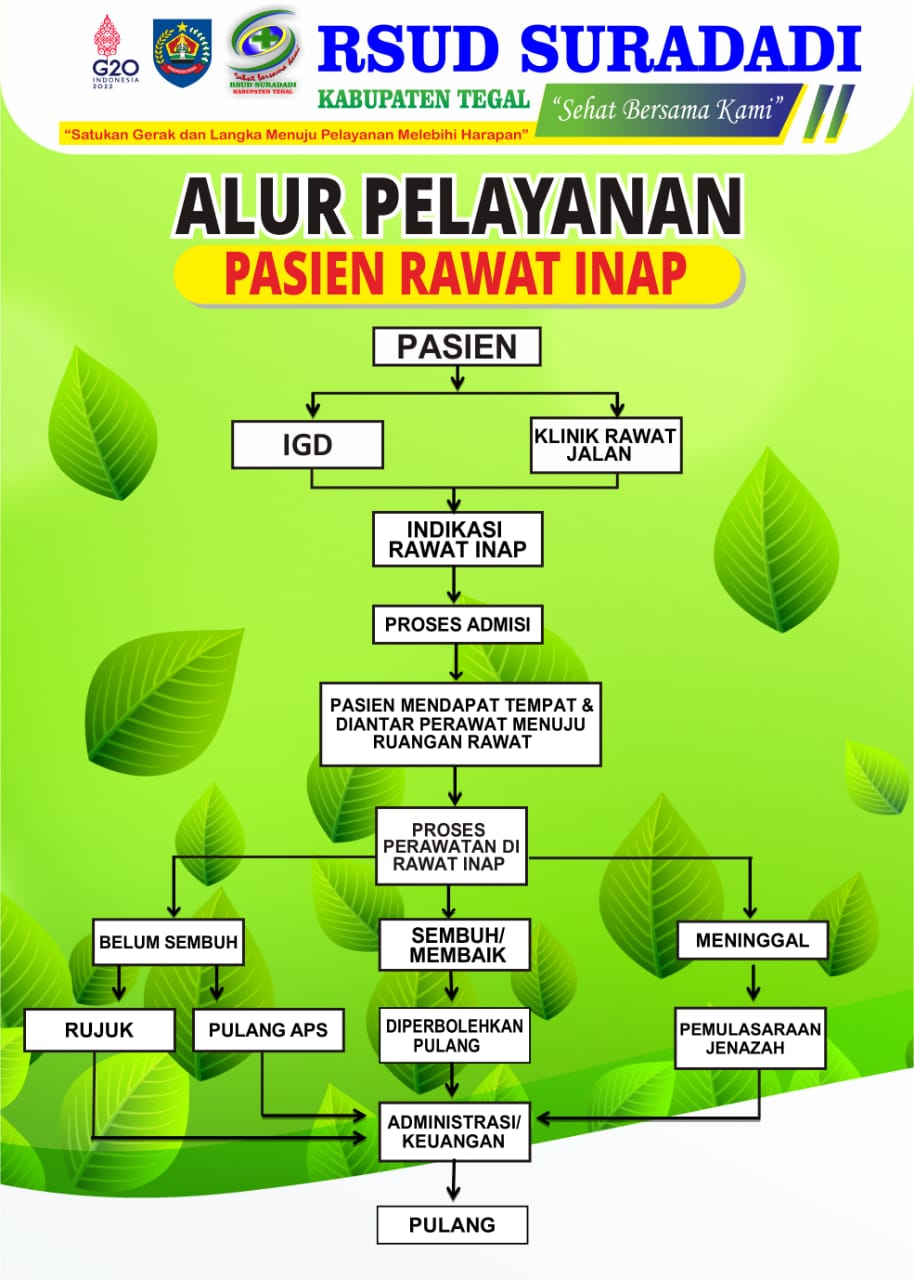 G20
INDONESIA
2022
"Sehat bersama kami"
RSUD SURADADI
KABUPATEN TEGAL
RSUD SURADADI
KABUPATEN TEGAL
"Sehat Bersama Kami"
"Satukan Gerak dan Langka Menuju Pelayanan Melebihi Harapan"
ALUR PELAYANAN
PASIEN RAWAT INAP
PASIEN
IGD
KLINIK RAWAT
JALAN
INDIKASI
RAWAT INAP
PROSES ADMISI
PASIEN MENDAPAT TEMPAT &
DIANTAR PERAWAT MENUJU
RUANGAN RAWAT
PROSES
PERAWATAN DI
RAWAT INAP
BELUM SEMBUH
SEMBUH/
MEMBAIK
MENINGGAL
RUJUK
PULANG APS
DIPERBOLEHKAN
PULANG
PEMULASARAAN
JENAZAH
ADMINISTRASI/
KEUANGAN
PULANG